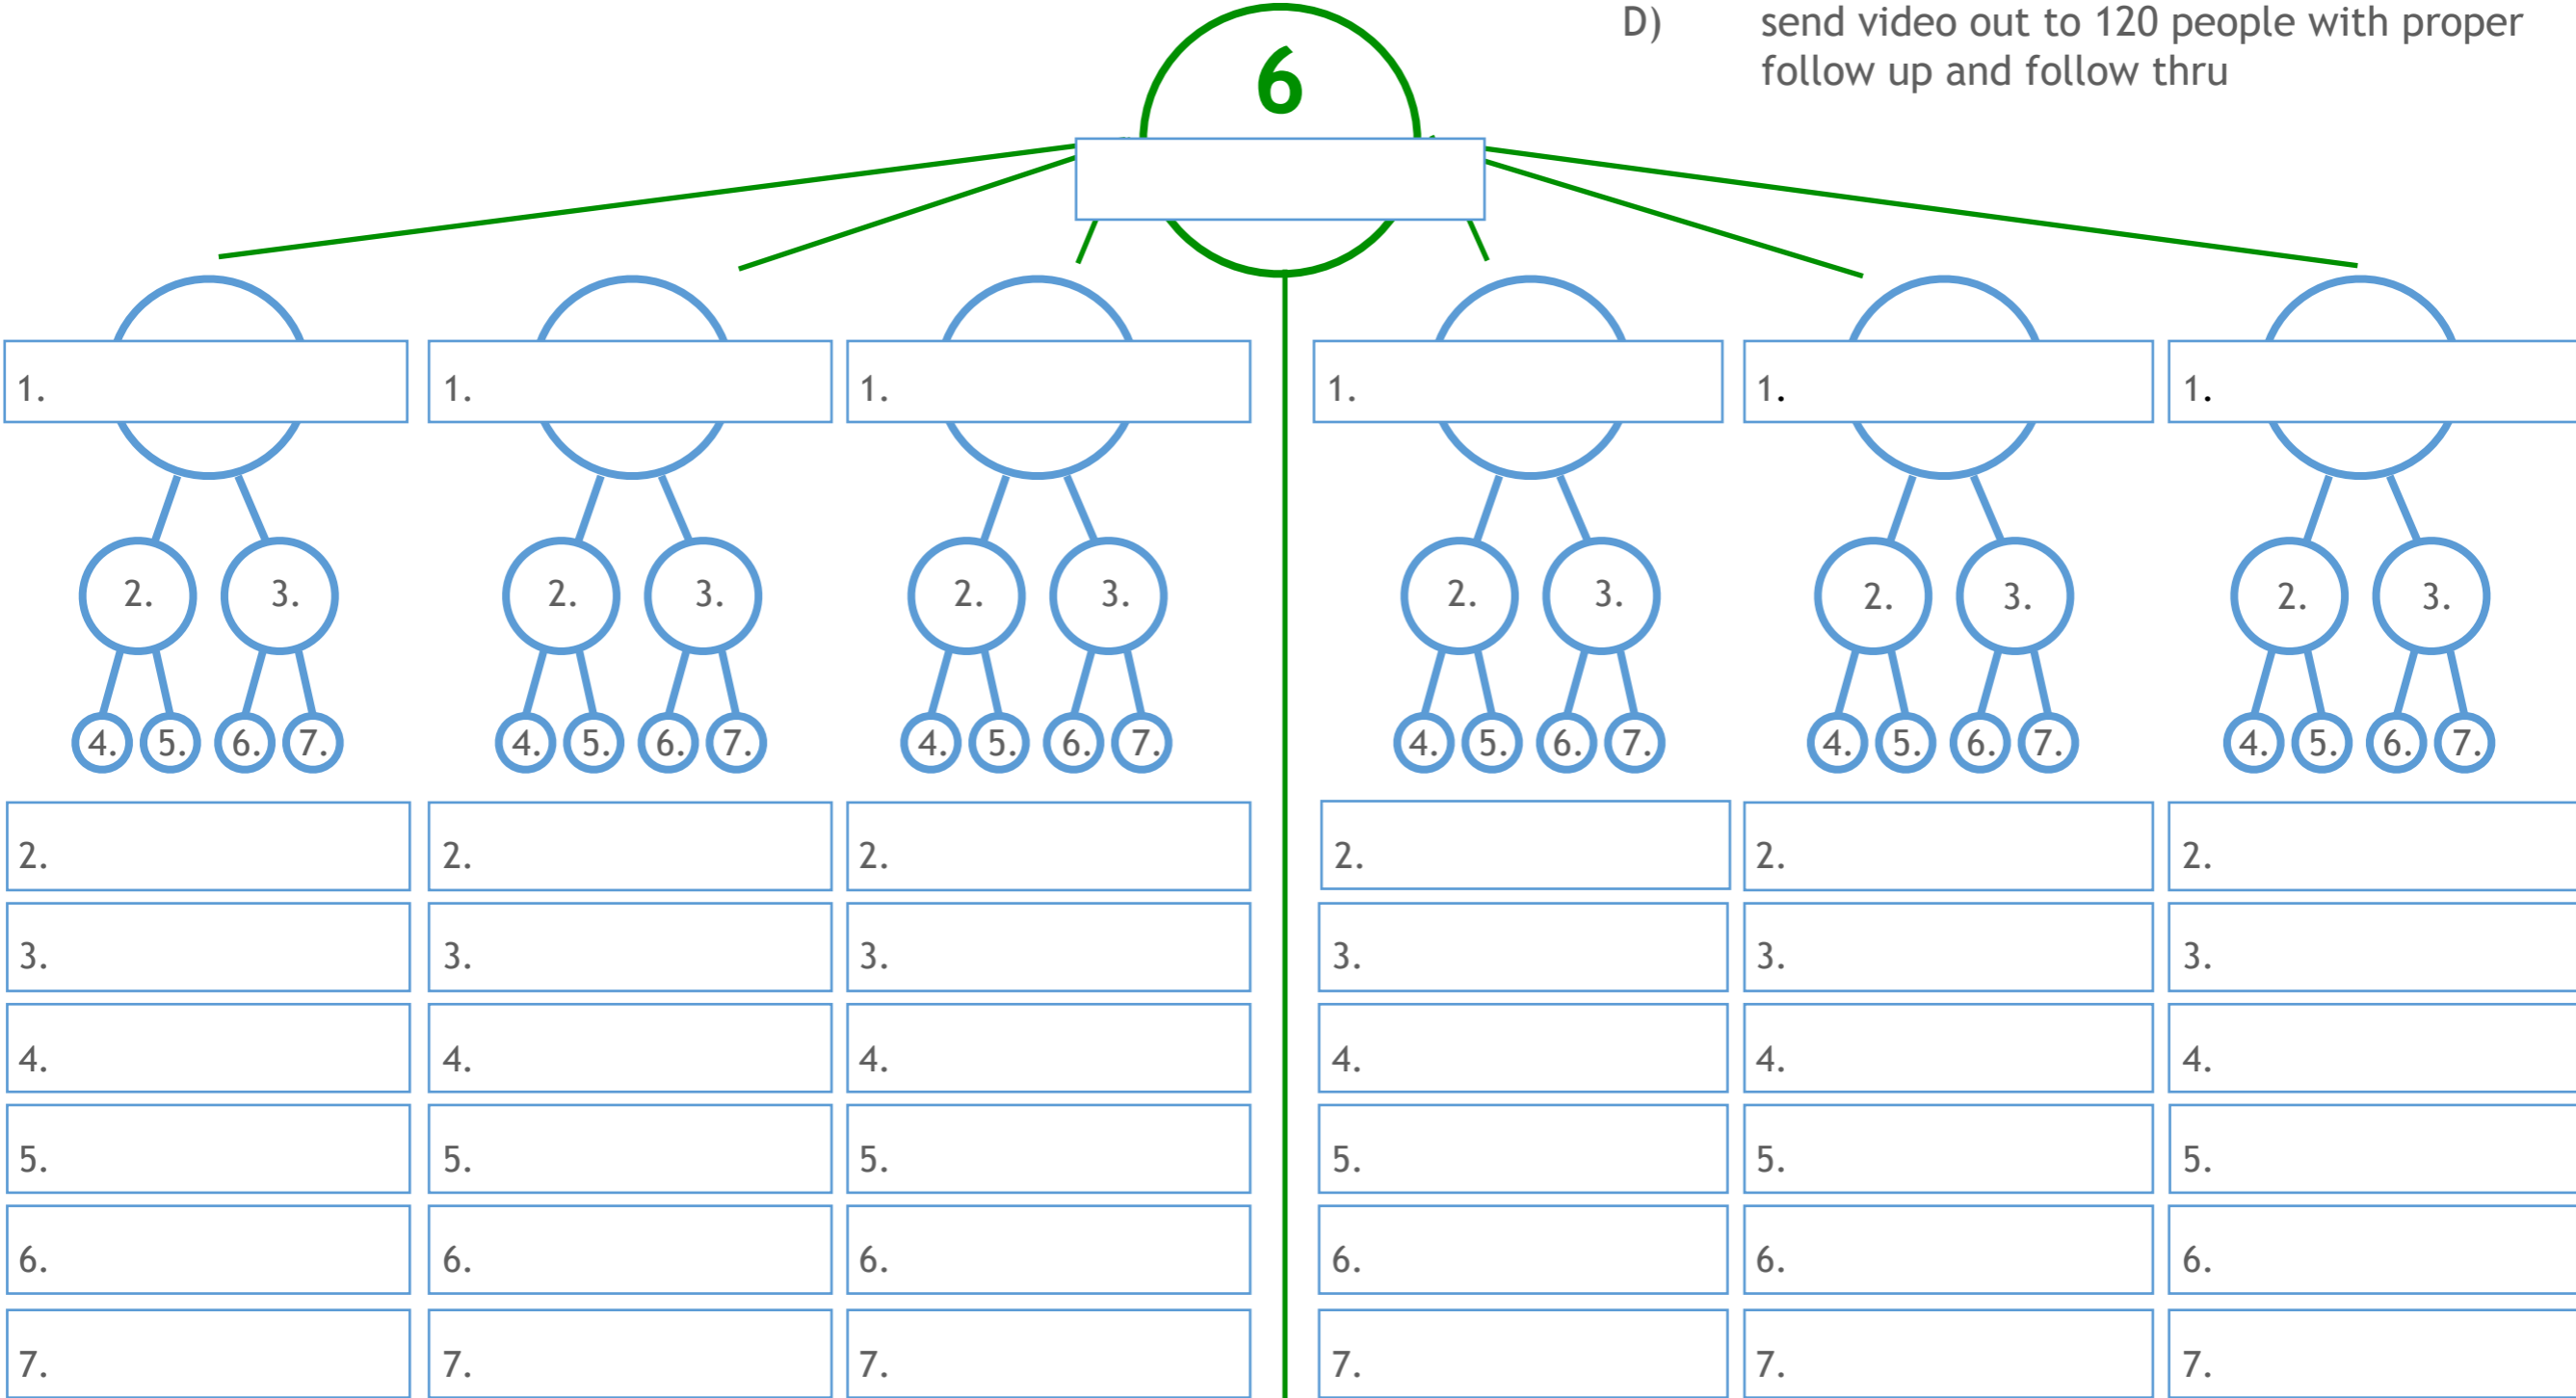 D) send video out to 120 people with proper
follow up and follow thru
6
1. 1. 1. 1. 1. 1.
2. 3. 2. 3. 2. 3. 2. 3. 2. 3. 2. 3.
4. 5. 6. 7. 4. 5. 6. 7. 4. 5. 6. 7. 4. 5. 6. 7. 4. 5. 6. 7. 4. 5. 6. 7.
2. 2. 2. 2. 2. 2.
3. 3. 3. 3. 3. 3.
4. 4. 4. 4. 4. 4.
5. 5. 5. 5. 5. 5.
6. 6. 6. 6. 6. 6.
7. 7. 7. 7. 7. 7.